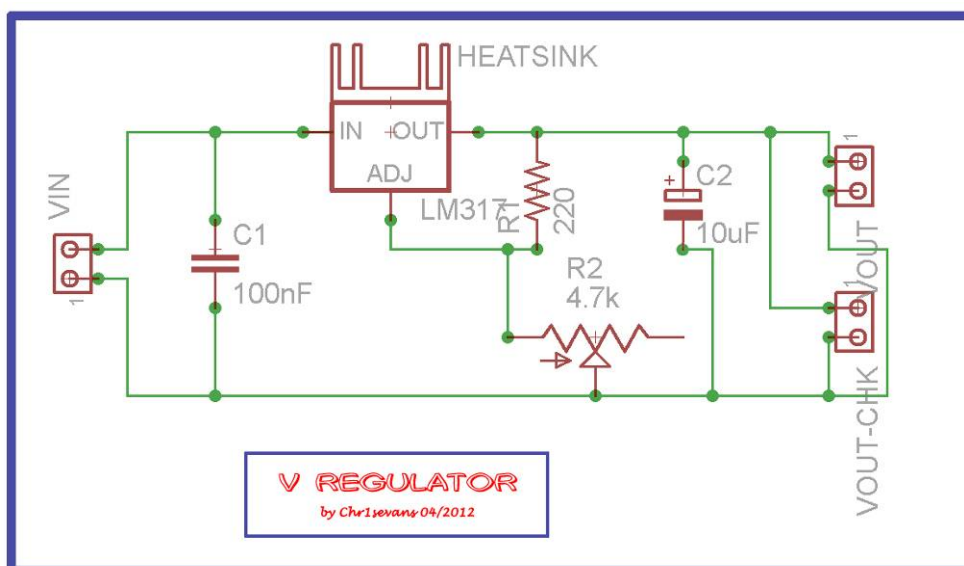 HEATSINK
IN
OUT
ADJ
LM317
VIN
1
C1
100nF
R1
220
R2
4.7k
C2
10uF
1
VOUT
1
VOUT-CHK
V REGULATOR
by Chr1sevans 04/2012